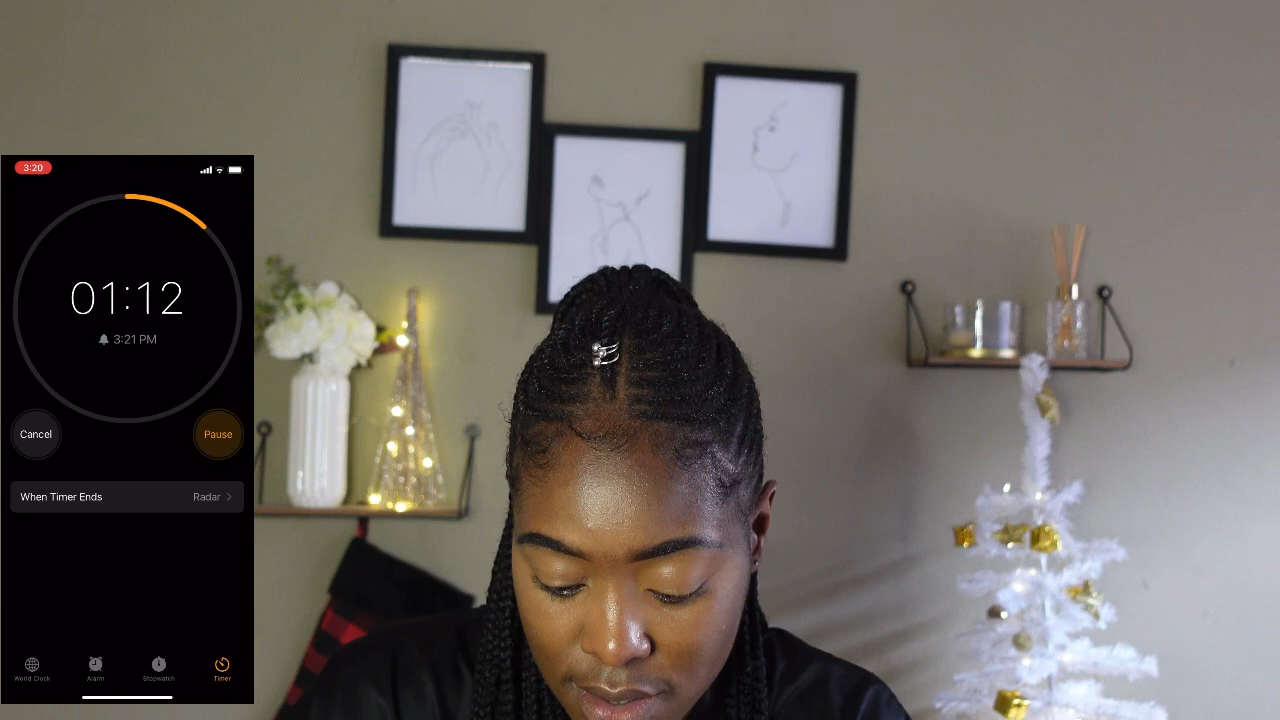 3:20
01:12
3:21 PM
Cancel
Pause
When Timer Ends
Radar
World Clock
Alarm
Stopwatch
Timer